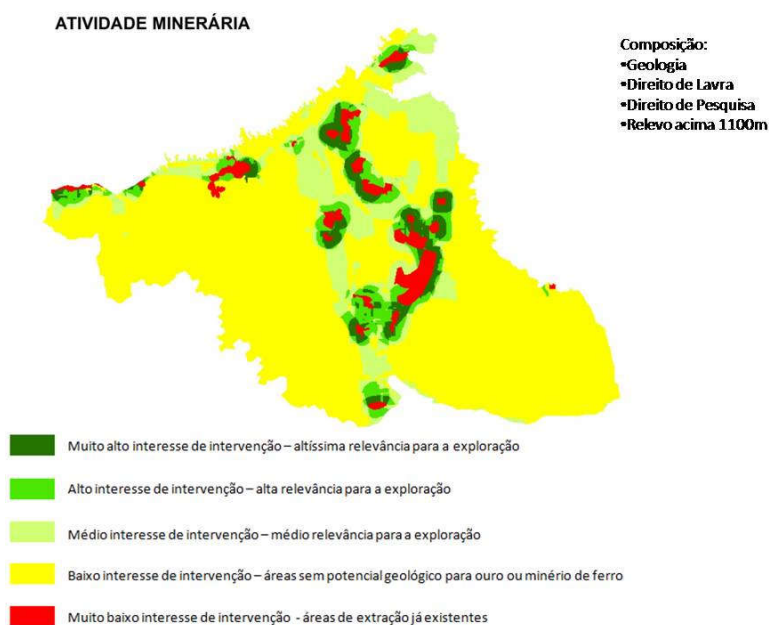 ATIVIDADE MINERÁRIA
Composição:
•Geologia
•Direito de Lavra
•Direito de Pesquisa
•Relevo acima 1100m
Muito alto interesse de intervenção – altíssima relevância para a exploração
Alto interesse de intervenção – alta relevância para a exploração
Médio interesse de intervenção – médio relevância para a exploração
Baixo interesse de intervenção – áreas sem potencial geológico para ouro ou minério de ferro
Muito baixo interesse de intervenção - áreas de extração já existentes